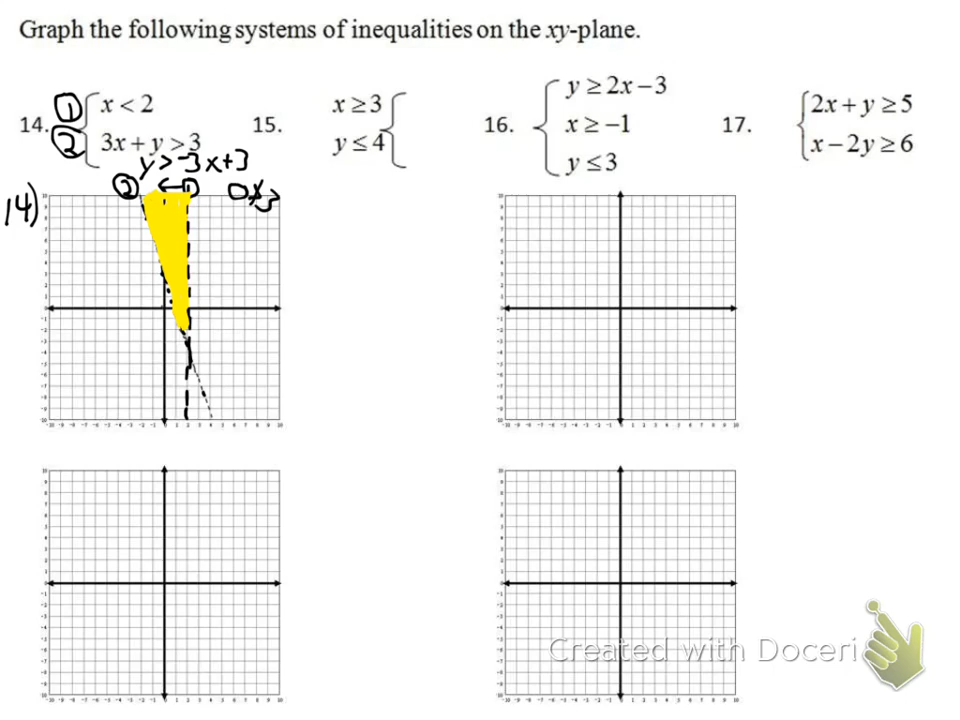 Graph the following systems of inequalities on the xy-plane.
14. ① x < 2
② 3x + y > 3
15. x ≥ 3
y ≤ 4
16. y ≥ 2x − 3
x ≥ −1
y ≤ 3
17. 2x + y ≥ 5
x − 2y ≥ 6
y > -3x+3
14) ② ← ① 0≯3
Created with Doceri